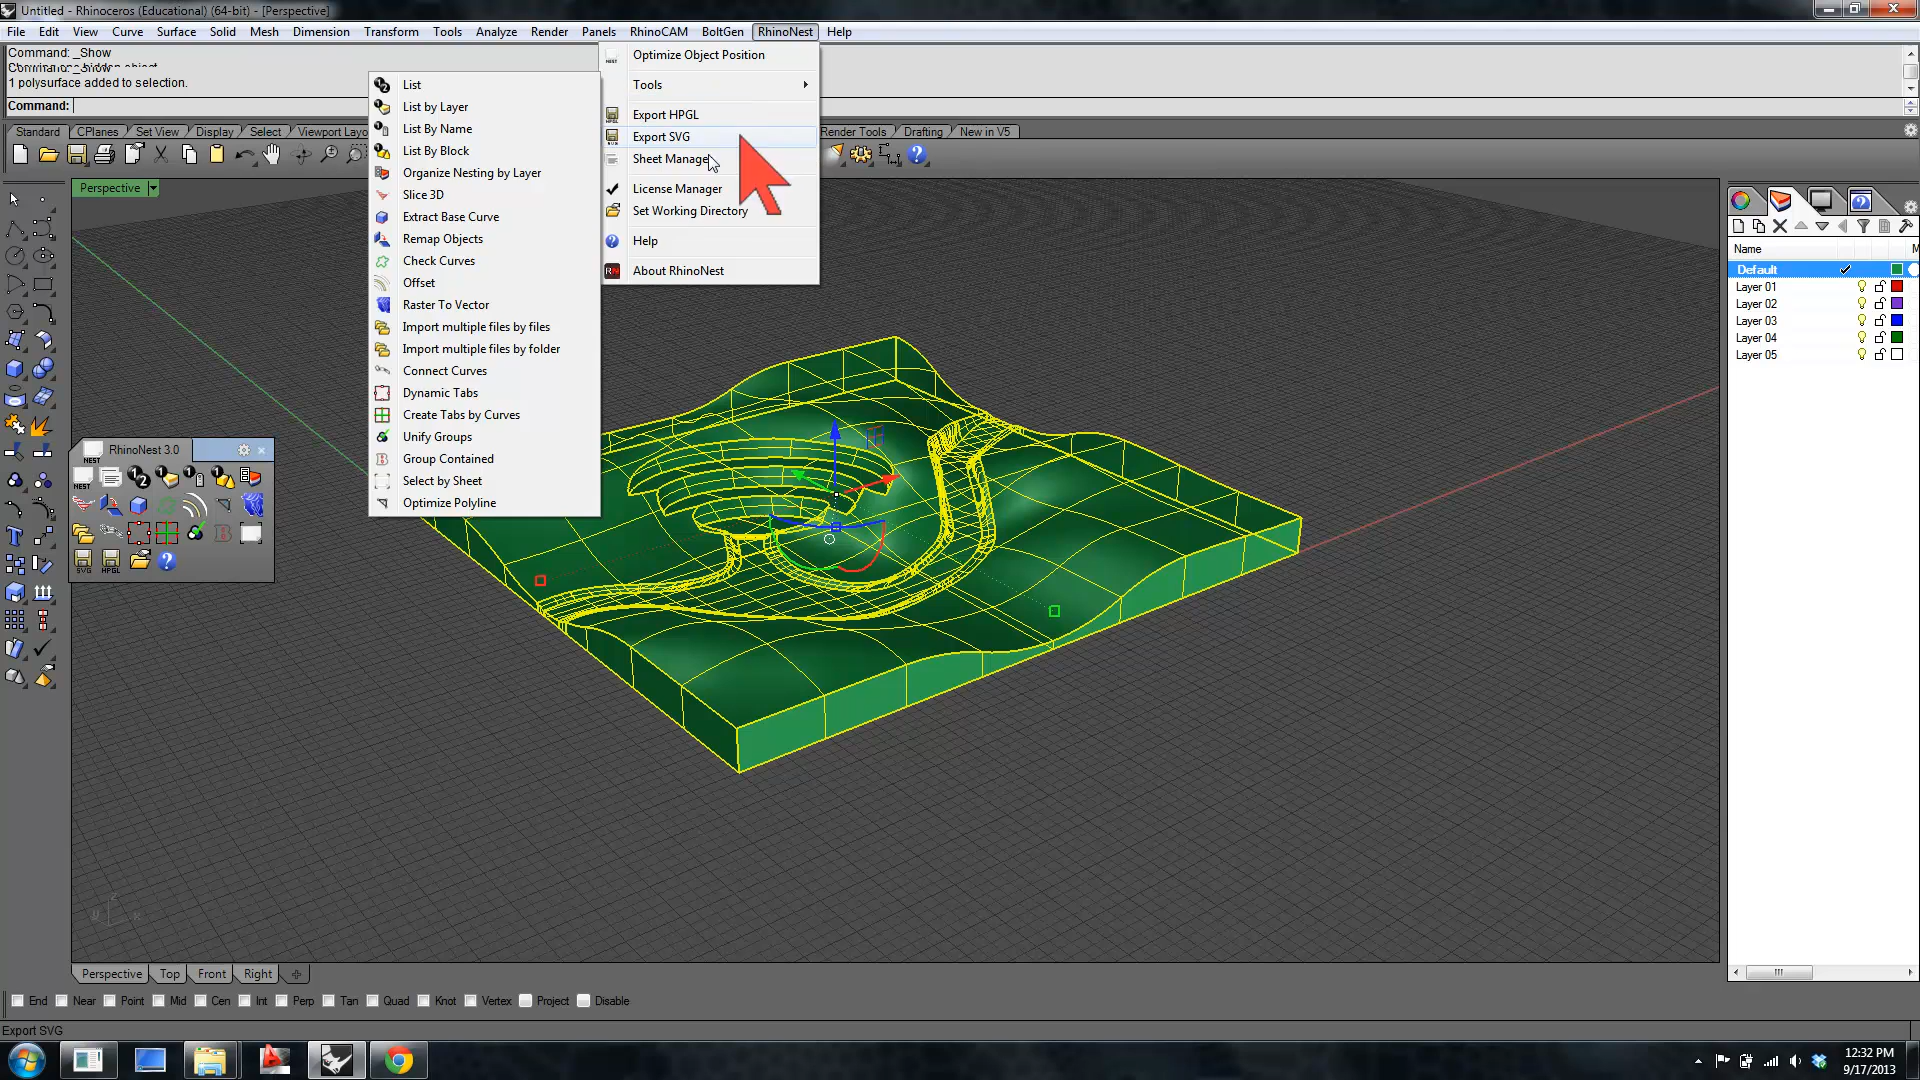 Untitled - Rhinoceros (Educational) (64-bit) - [Perspective]
File Edit View Curve Surface Solid Mesh Dimension Transform Tools Analyze Render Panels RhinoCAM BoltGen RhinoNest Help
Command: _Show
Command: _Show
1 polysurface added to selection.
Command:
Standard CPlanes Set View Display Select Viewport Layo Render Tools Drafting New in V5
Optimize Object Position
Tools
Export HPGL
Export SVG
Sheet Manager
License Manager
Set Working Directory
Help
About RhinoNest
List
List by Layer
List By Name
List By Block
Organize Nesting by Layer
Slice 3D
Extract Base Curve
Remap Objects
Check Curves
Offset
Raster To Vector
Import multiple files by files
Import multiple files by folder
Connect Curves
Dynamic Tabs
Create Tabs by Curves
Unify Groups
Group Contained
Select by Sheet
Optimize Polyline
Perspective
RhinoNest 3.0
NEST
NEST
SVG HPGL
Name M
Default
Layer 01
Layer 02
Layer 03
Layer 04
Layer 05
z
y x
Perspective Top Front Right
End Near Point Mid Cen Int Perp Tan Quad Knot Vertex Project Disable
Export SVG
12:32 PM
9/17/2013